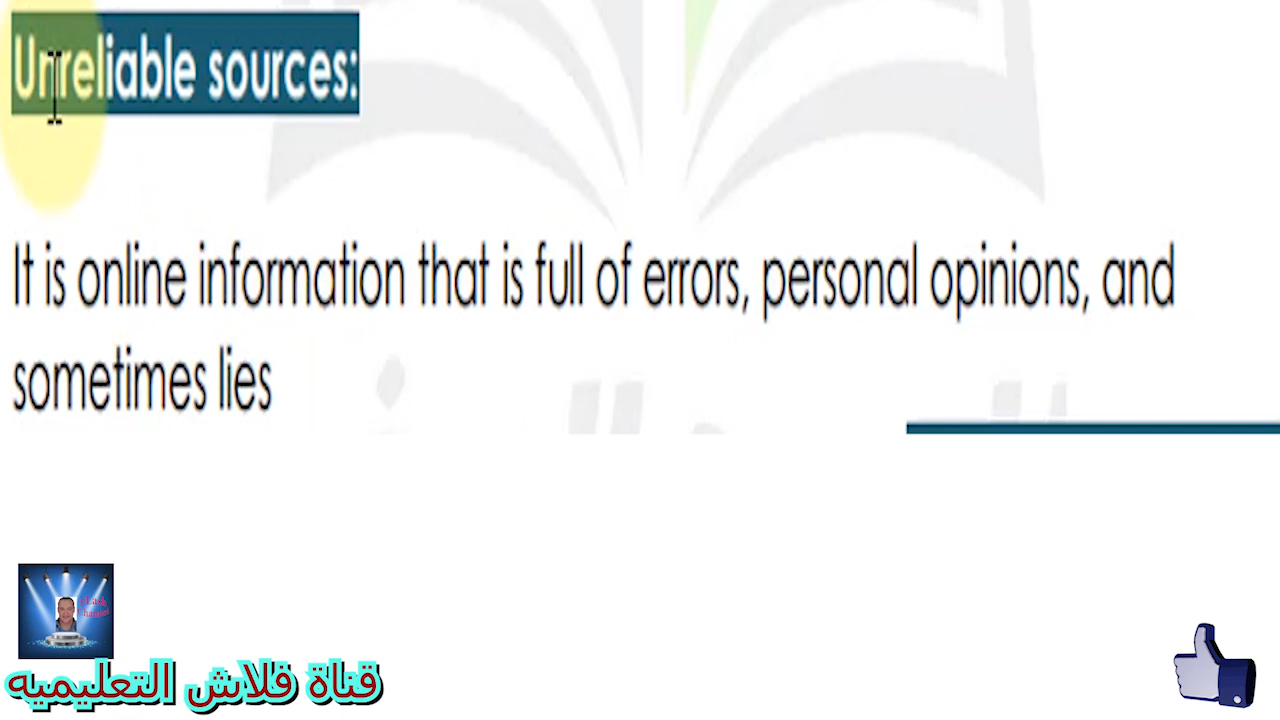 Unreliable sources:
It is online information that is full of errors, personal opinions, and
sometimes lies
قناة فلاش التعليميه